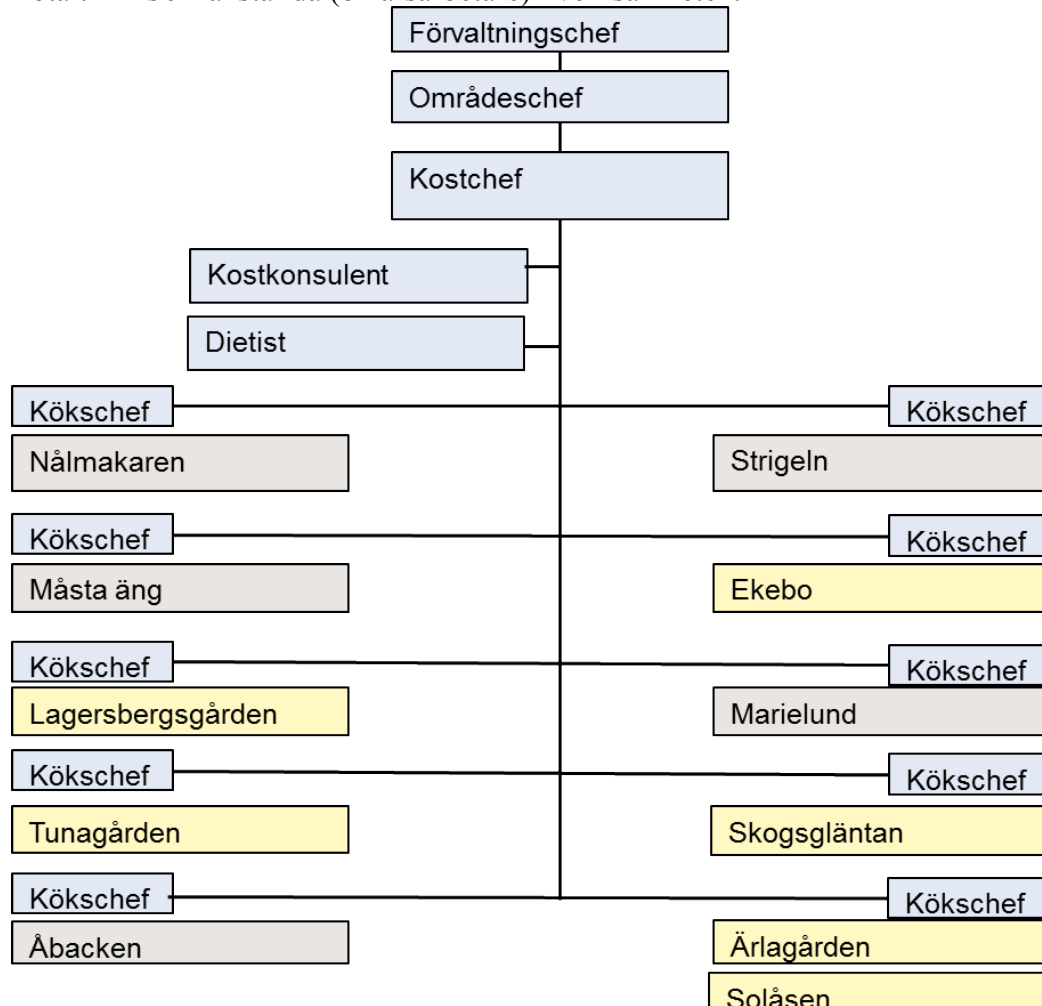 Förvaltningschef
Områdeschef
Kostchef
Kostkonsulent
Dietist
Kökschef
Kökschef
Nålmakaren
Strigeln
Kökschef
Kökschef
Måsta äng
Ekebo
Kökschef
Kökschef
Lagersbergsgården
Marielund
Kökschef
Kökschef
Tunagården
Skogsgläntan
Kökschef
Kökschef
Åbacken
Ärlagården
Solåsen